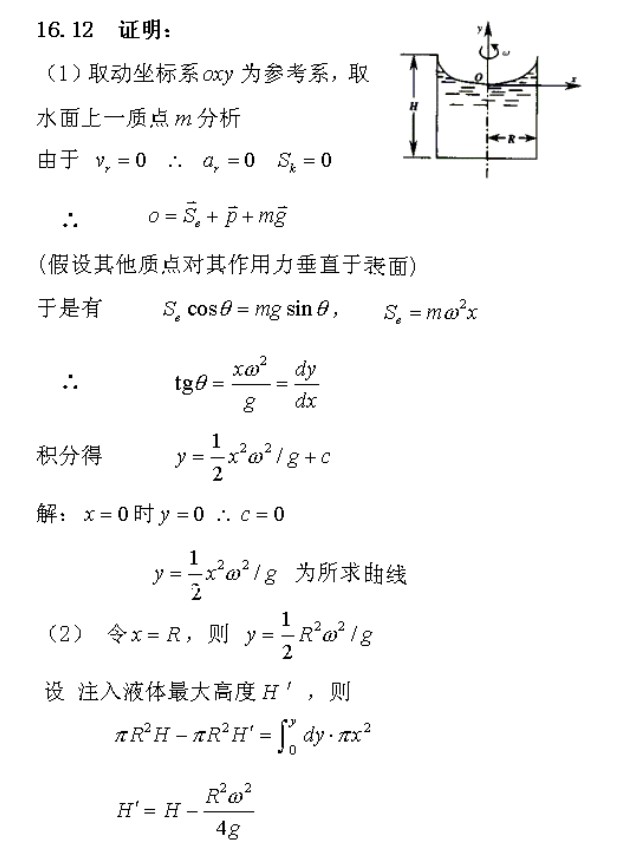 16.12 证明：
（1）取动坐标系oxy为参考系，取
水面上一质点m分析
由于 v_r = 0 ∴ a_r = 0 S_k = 0
∴ o = S⃗_e + p⃗ + mg⃗
(假设其他质点对其作用力垂直于表面)
于是有 S_e cosθ = mg sinθ， S_e = mω²x
∴ tgθ = xω²/g = dy/dx
积分得 y = 1/2 x²ω²/g + c
解：x = 0时y = 0 ∴ c = 0
y = 1/2 x²ω²/g 为所求曲线
（2） 令x = R，则 y = 1/2 R²ω²/g
设 注入液体最大高度H′，则
πR²H − πR²H′ = ∫₀^y dy·πx²
H′ = H − R²ω²/4g
y
ω
O
x
H
R